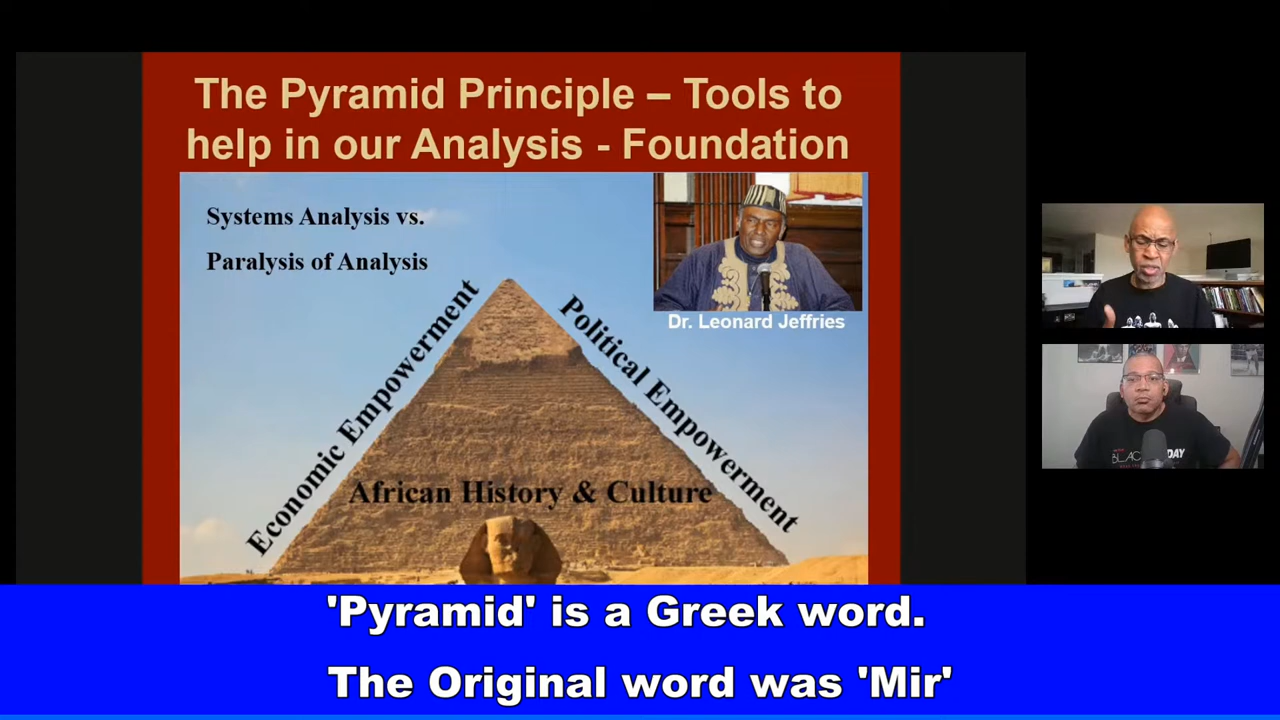 The Pyramid Principle – Tools to
help in our Analysis - Foundation
Systems Analysis vs.
Paralysis of Analysis
Dr. Leonard Jeffries
Economic Empowerment
Political Empowerment
African History & Culture
DAY
'Pyramid' is a Greek word.
The Original word was 'Mir'